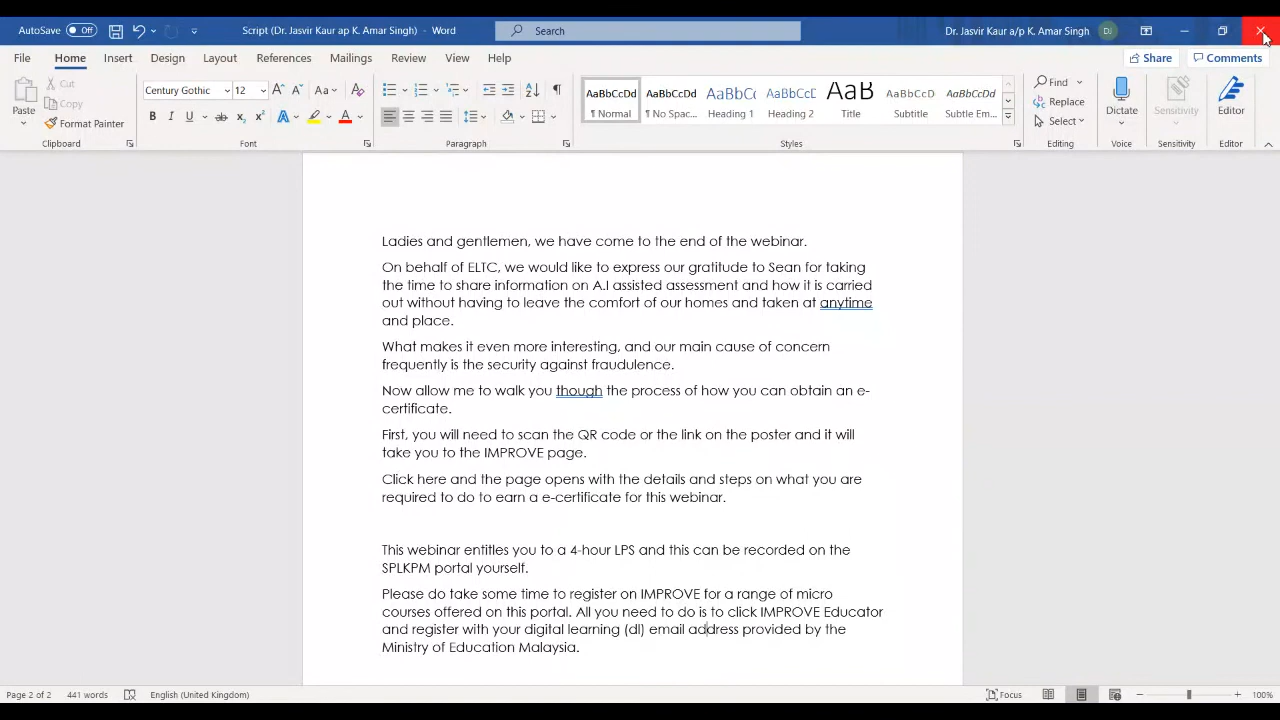 AutoSave Off Script (Dr. Jasvir Kaur ap K. Amar Singh) - Word Search Dr. Jasvir Kaur a/p K. Amar Singh DJ
File Home Insert Design Layout References Mailings Review View Help Share Comments
Cut
Copy
Format Painter
Paste
Clipboard
Century Gothic 12
B I U ab x2 x2 A A
Font
Paragraph
AaBbCcDd AaBbCcDd AaBbCc AaBbCcD AaB AaBbCcD AaBbCcDd
¶ Normal ¶ No Spac... Heading 1 Heading 2 Title Subtitle Subtle Em...
Styles
Find
Replace
Select
Editing
Dictate
Voice
Sensitivity
Sensitivity
Editor
Editor
Ladies and gentlemen, we have come to the end of the webinar.
On behalf of ELTC, we would like to express our gratitude to Sean for taking
the time to share information on A.I assisted assessment and how it is carried
out without having to leave the comfort of our homes and taken at anytime
and place.
What makes it even more interesting, and our main cause of concern
frequently is the security against fraudulence.
Now allow me to walk you though the process of how you can obtain an e-
certificate.
First, you will need to scan the QR code or the link on the poster and it will
take you to the IMPROVE page.
Click here and the page opens with the details and steps on what you are
required to do to earn a e-certificate for this webinar.
This webinar entitles you to a 4-hour LPS and this can be recorded on the
SPLKPM portal yourself.
Please do take some time to register on IMPROVE for a range of micro
courses offered on this portal. All you need to do is to click IMPROVE Educator
and register with your digital learning (dl) email address provided by the
Ministry of Education Malaysia.
Page 2 of 2 441 words English (United Kingdom) Focus 100%